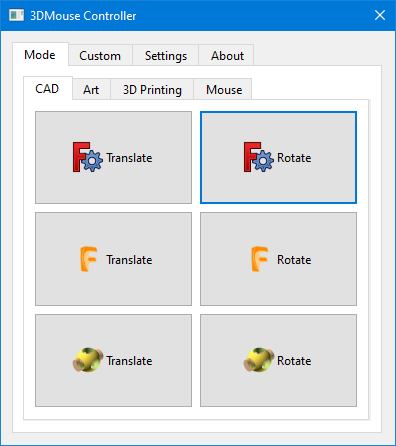 3DMouse Controller
Mode Custom Settings About
CAD Art 3D Printing Mouse
Translate Rotate
Translate Rotate
Translate Rotate